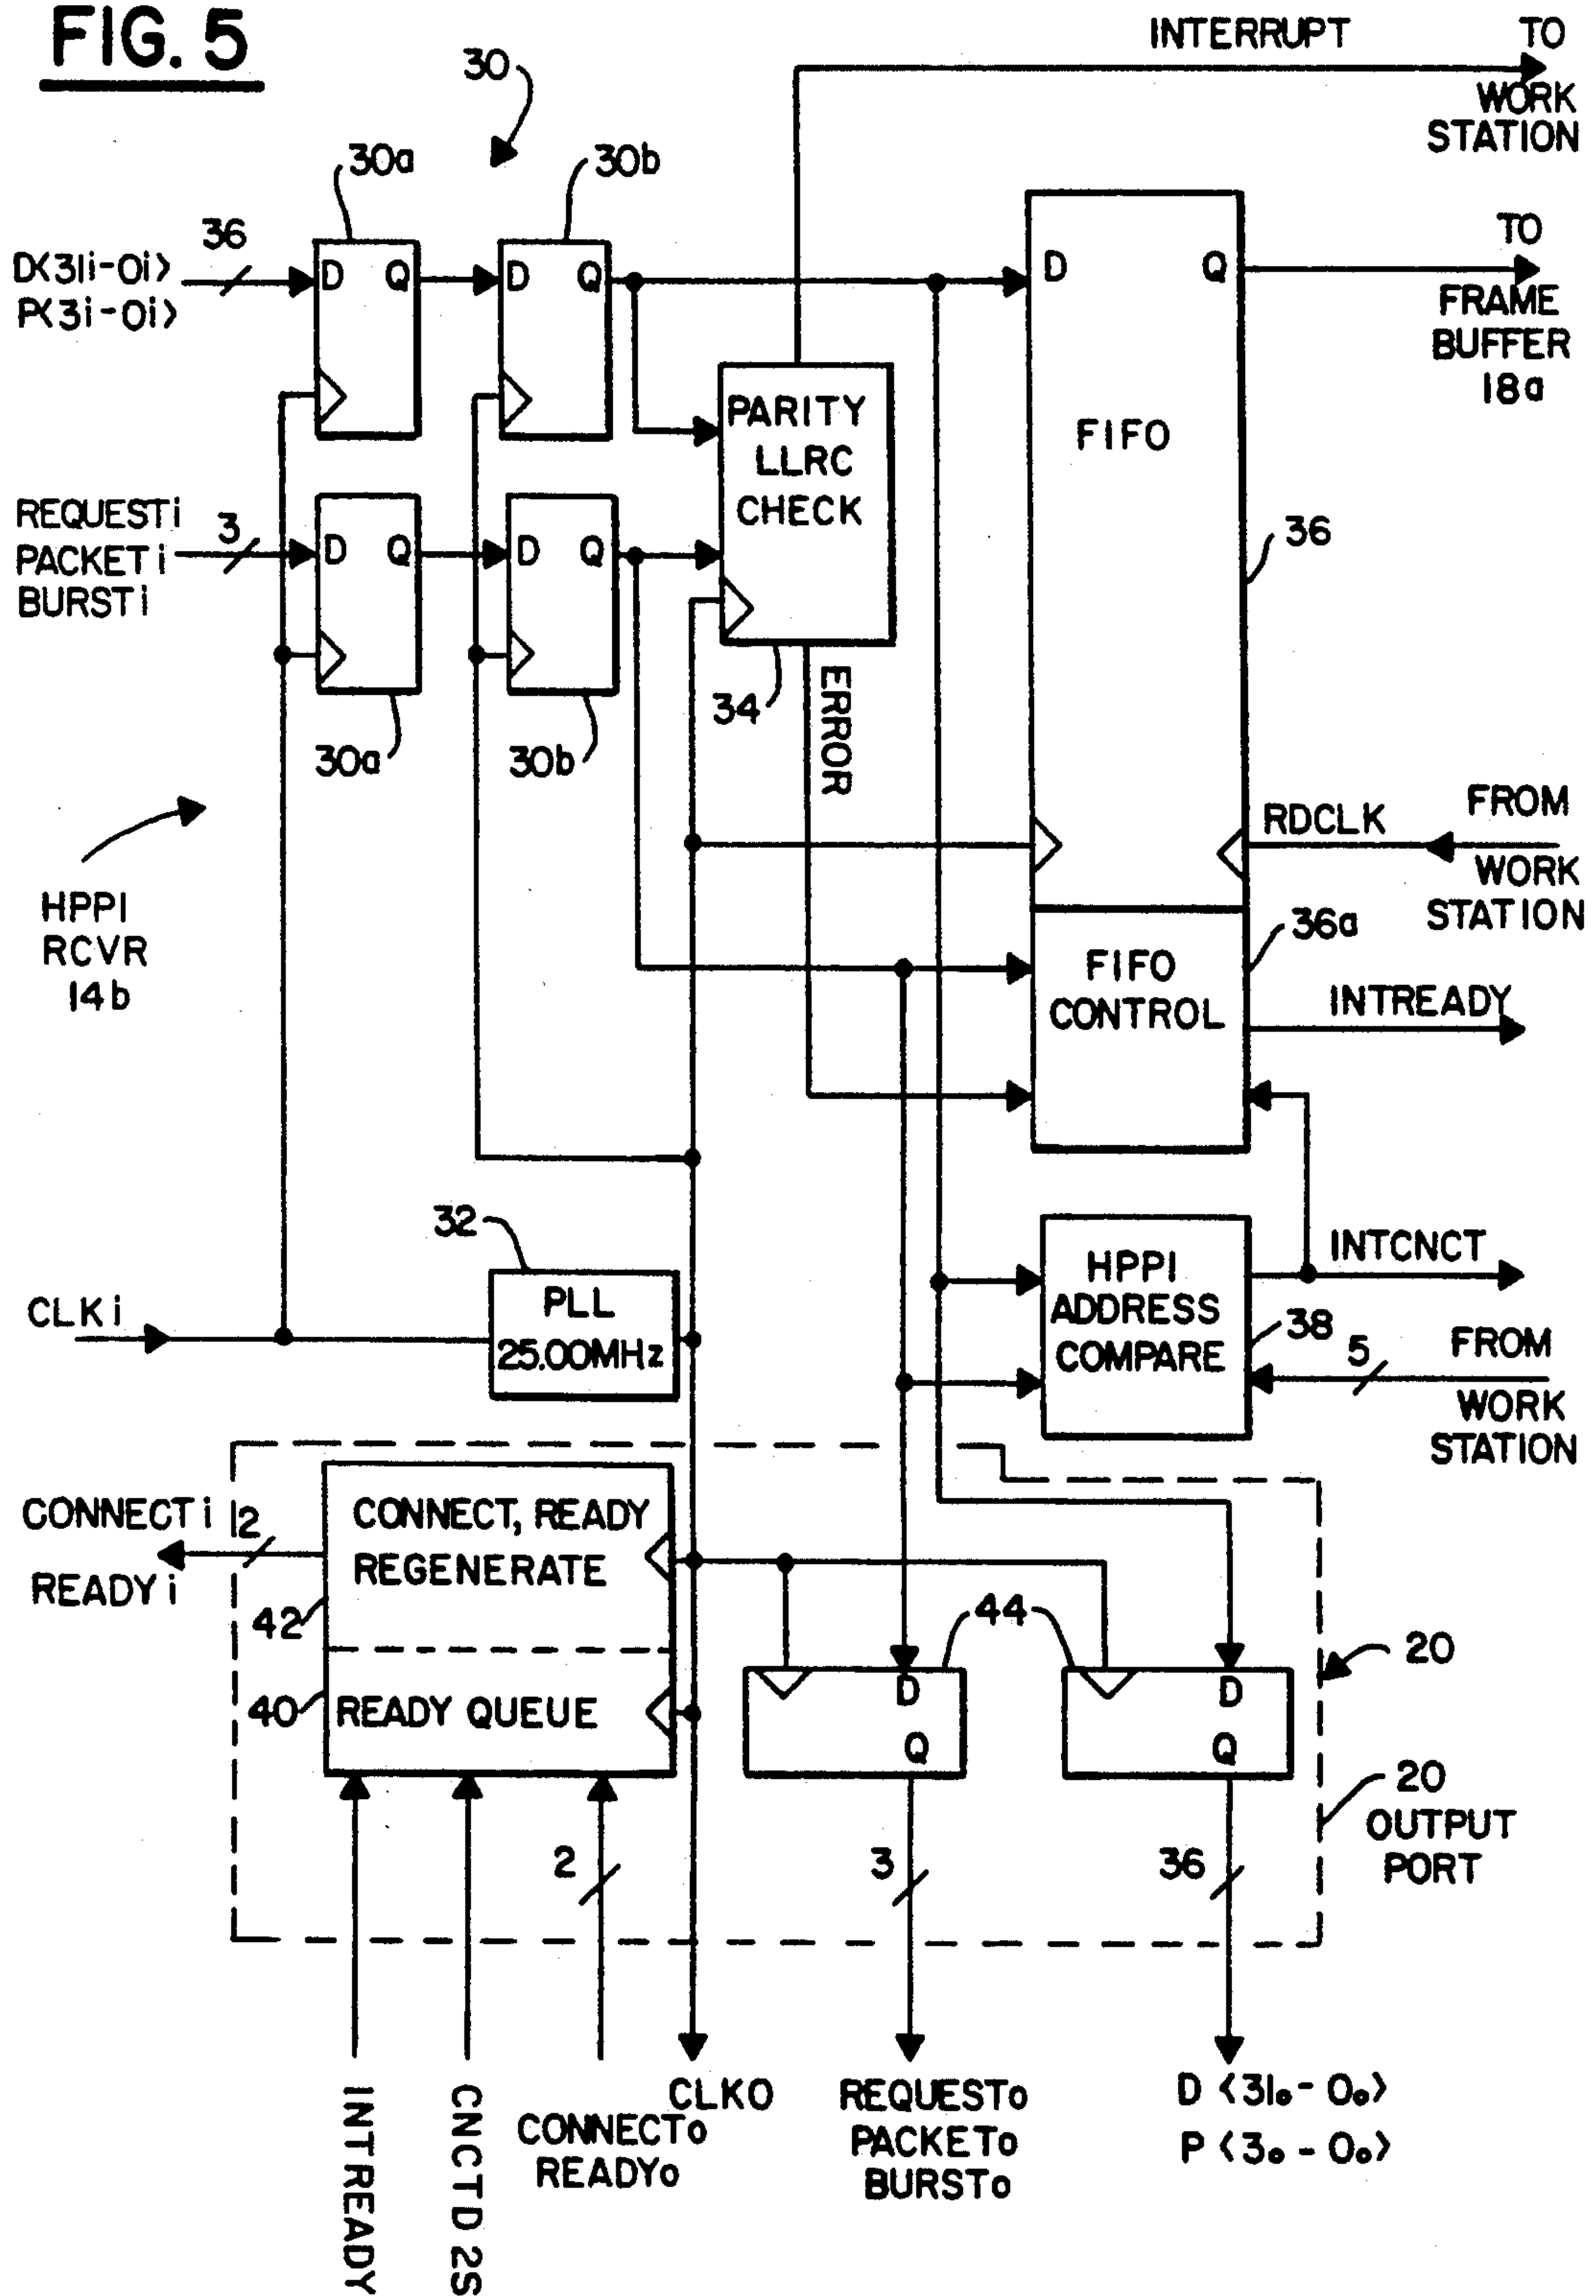 FIG. 5
INTERRUPT
TO
WORK
STATION
30
30a
30b
36
D<31i-0i>
P<3i-0i>
D Q
D Q
D
Q
TO
FRAME
BUFFER
18a
PARITY
LLRC
CHECK
FIFO
REQUESTi
PACKETi
BURSTi
3
D Q
D Q
36
34
ERROR
30a
30b
RDCLK
FROM
WORK
STATION
HPPI
RCVR
14b
36a
FIFO
CONTROL
INTREADY
32
PLL
25.00MHz
CLKi
HPPI
ADDRESS
COMPARE
INTCNCT
38
5
FROM
WORK
STATION
CONNECTi
2
READYi
CONNECT, READY
REGENERATE
42
40
READY QUEUE
44
20
D
Q
D
Q
20
OUTPUT
PORT
2
3
36
INTREADY
CNCTD 2S
CONNECTo
READYo
CLKO
REQUESTo
PACKETo
BURSTo
D <31o-0o>
P <3o-0o>